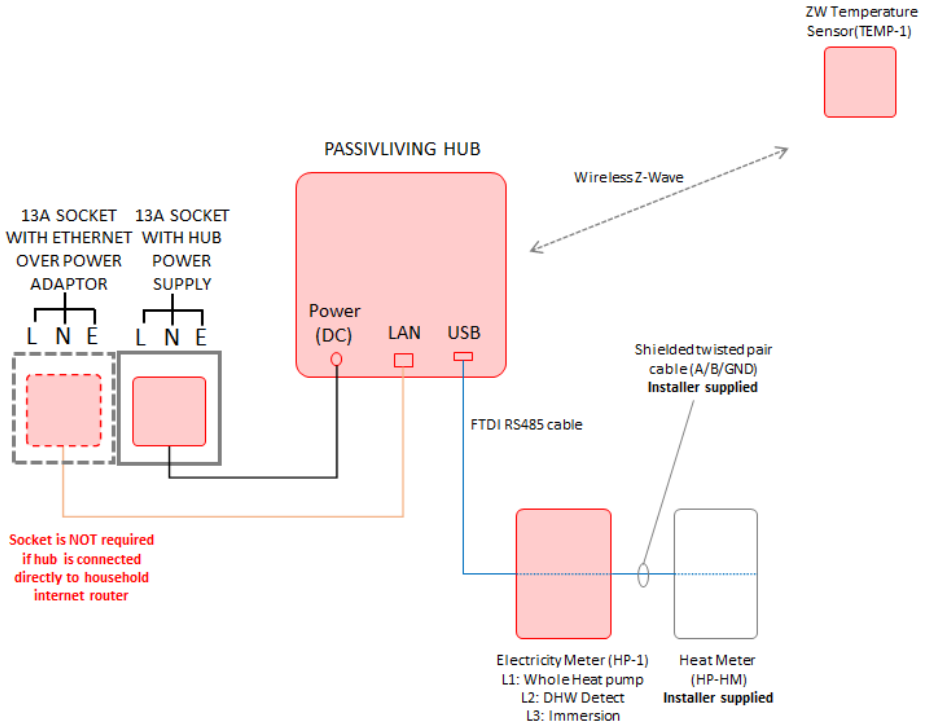 ZW Temperature
Sensor(TEMP-1)
PASSIVLIVING HUB
Wireless Z-Wave
13A SOCKET
WITH ETHERNET
OVER POWER
ADAPTOR
13A SOCKET
WITH HUB
POWER
SUPPLY
L N E
L N E
Power
(DC)
LAN
USB
Shielded twisted pair
cable (A/B/GND)
Installer supplied
FTDI RS485 cable
Socket is NOT required
if hub is connected
directly to household
internet router
Electricity Meter (HP-1)
L1: Whole Heat pump
L2: DHW Detect
L3: Immersion
Heat Meter
(HP-HM)
Installer supplied